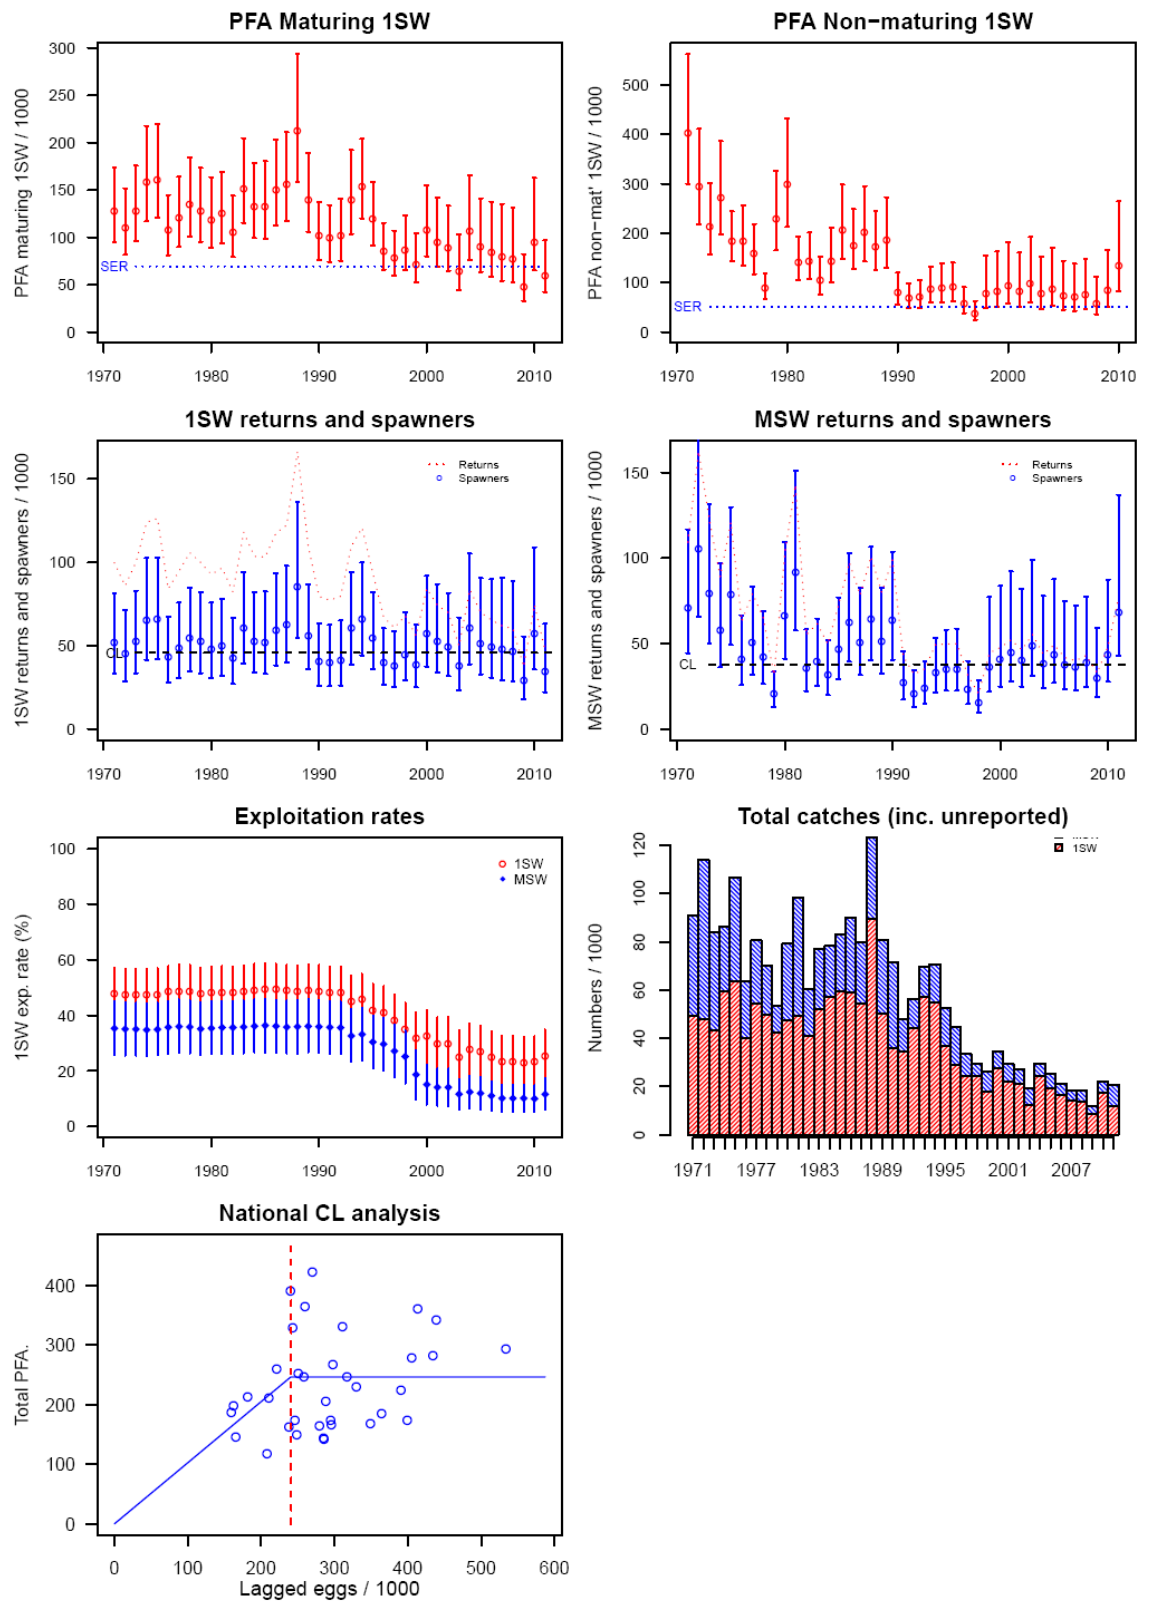 PFA Maturing 1SW
PFA maturing 1SW / 1000
300
250
200
150
100
50
0
SER
1970 1980 1990 2000 2010
PFA Non−maturing 1SW
PFA non−mat' 1SW / 1000
500
400
300
200
100
0
SER
1970 1980 1990 2000 2010
1SW returns and spawners
1SW returns and spawners / 1000
150
100
50
0
Returns
Spawners
CL
1970 1980 1990 2000 2010
MSW returns and spawners
MSW returns and spawners / 1000
150
100
50
0
Returns
Spawners
CL
1970 1980 1990 2000 2010
Exploitation rates
1SW exp. rate (%)
100
80
60
40
20
0
1SW
MSW
1970 1980 1990 2000 2010
Total catches (inc. unreported)
Numbers / 1000
120
100
80
60
40
20
0
1SW
1971 1977 1983 1989 1995 2001 2007
National CL analysis
Total PFA.
400
300
200
100
0
0 100 200 300 400 500 600
Lagged eggs / 1000